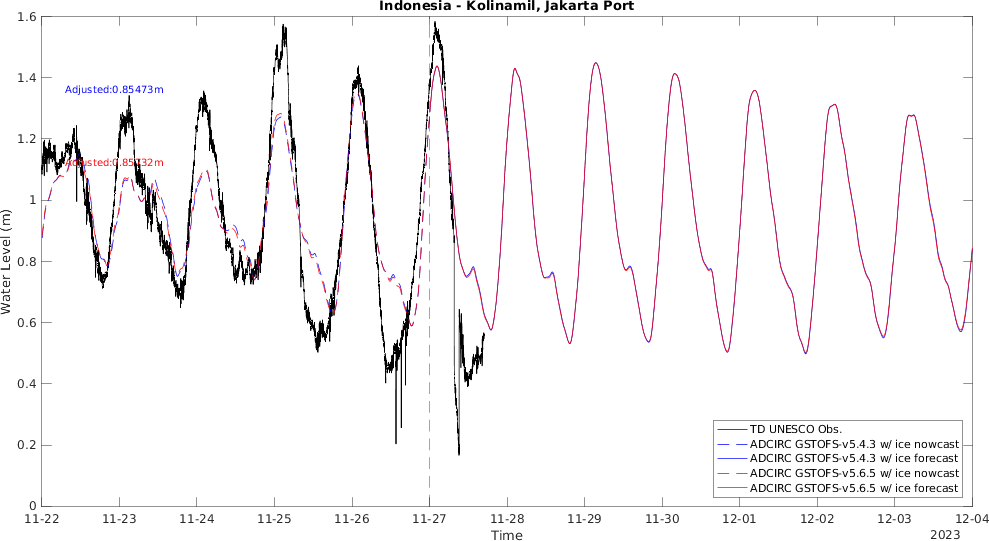 Indonesia - Kolinamil, Jakarta Port
1.6
1.4
1.2
1
0.8
0.6
0.4
0.2
0
Water Level (m)
Adjusted:0.85473m
TD UNESCO Obs.
ADCIRC GSTOFS-v5.4.3 w/ ice nowcast
ADCIRC GSTOFS-v5.4.3 w/ ice forecast
ADCIRC GSTOFS-v5.6.5 w/ ice nowcast
ADCIRC GSTOFS-v5.6.5 w/ ice forecast
11-22 11-23 11-24 11-25 11-26 11-27 11-28 11-29 11-30 12-01 12-02 12-03 12-04
Time
2023